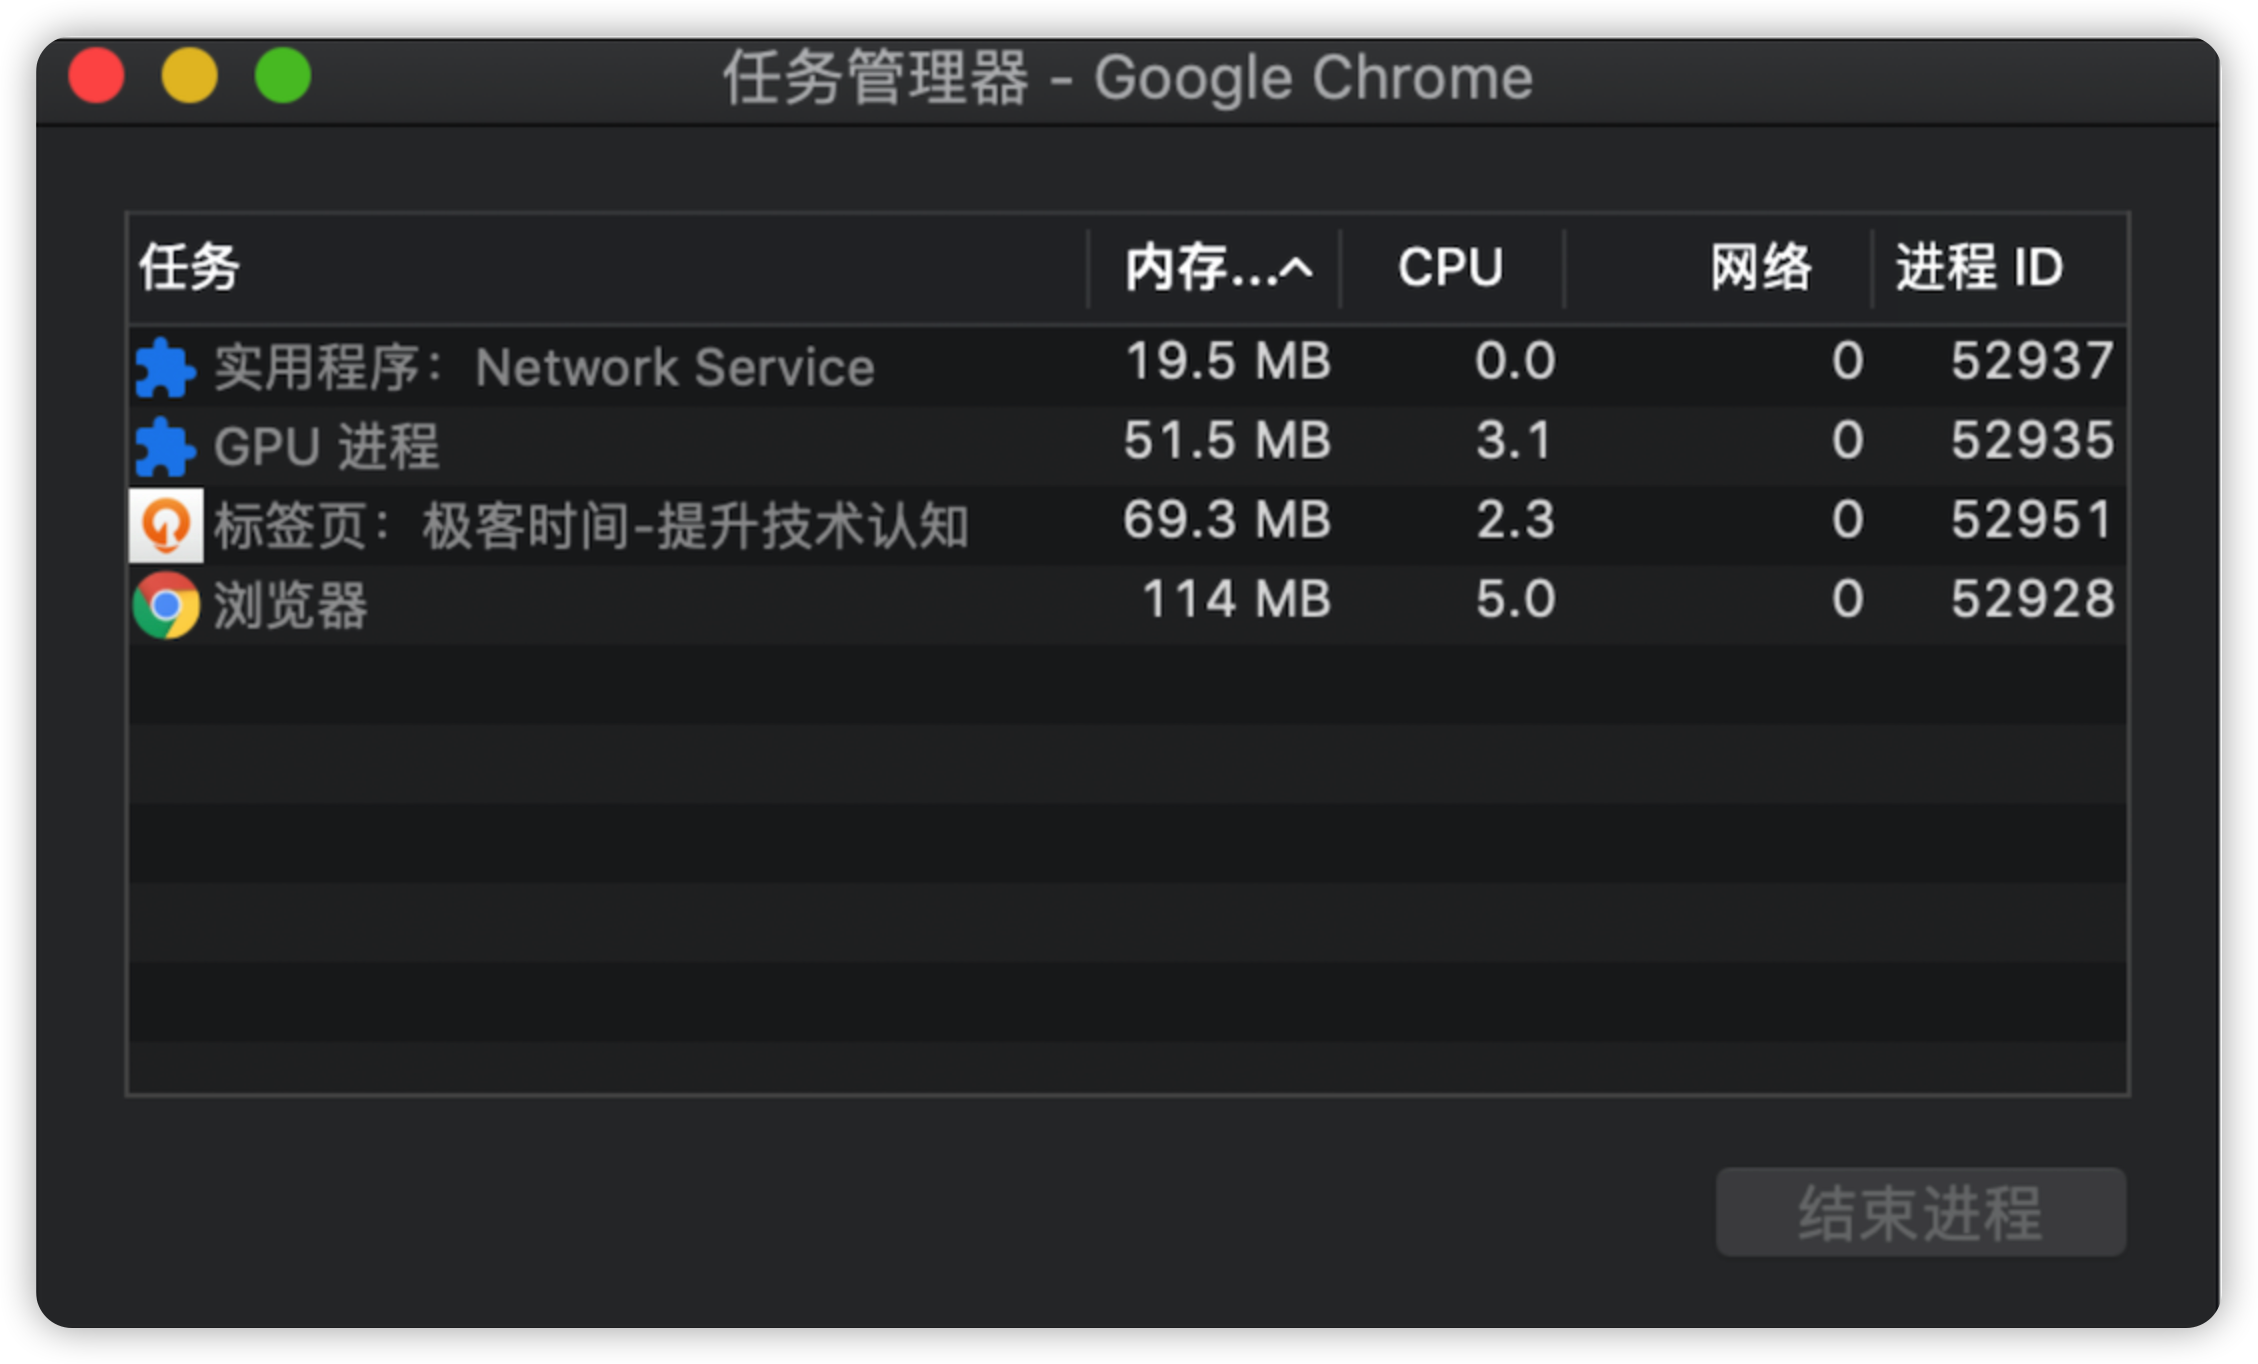 任务管理器 - Google Chrome
任务 内存... CPU 网络 进程 ID
实用程序：Network Service 19.5 MB 0.0 0 52937
GPU 进程 51.5 MB 3.1 0 52935
标签页：极客时间-提升技术认知 69.3 MB 2.3 0 52951
浏览器 114 MB 5.0 0 52928
结束进程